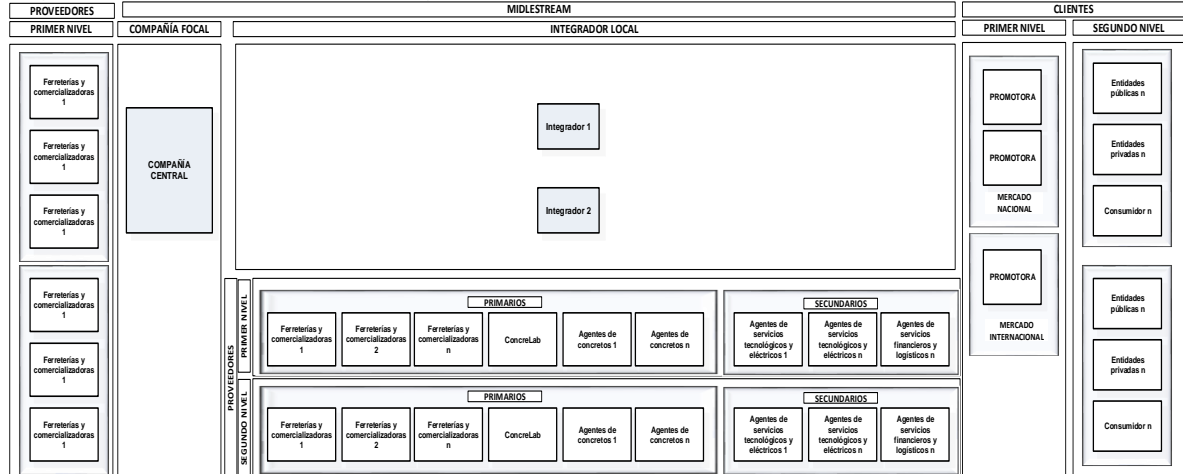 PROVEEDORES
MIDLESTREAM
CLIENTES
PRIMER NIVEL
COMPAÑÍA FOCAL
INTEGRADOR LOCAL
PRIMER NIVEL
SEGUNDO NIVEL
Ferreterías y
comercializadoras
1
Ferreterías y
comercializadoras
1
Ferreterías y
comercializadoras
1
Ferreterías y
comercializadoras
1
Ferreterías y
comercializadoras
1
Ferreterías y
comercializadoras
1
COMPAÑÍA
CENTRAL
Integrador 1
Integrador 2
PROVEEDORES
PRIMER NIVEL
PRIMARIOS
Ferreterías y
comercializadoras
1
Ferreterías y
comercializadoras
2
Ferreterías y
comercializadoras
n
ConcreLab
Agentes de
concretos 1
Agentes de
concretos n
SECUNDARIOS
Agentes de
servicios
tecnológicos y
eléctricos 1
Agentes de
servicios
tecnológicos y
eléctricos n
Agentes de
servicios
financieros y
logísticos n
SEGUNDO NIVEL
PRIMARIOS
Ferreterías y
comercializadoras
1
Ferreterías y
comercializadoras
2
Ferreterías y
comercializadoras
n
ConcreLab
Agentes de
concretos 1
Agentes de
concretos n
SECUNDARIOS
Agentes de
servicios
tecnológicos y
eléctricos 1
Agentes de
servicios
tecnológicos y
eléctricos n
Agentes de
servicios
financieros y
logísticos n
PROMOTORA
PROMOTORA
MERCADO
NACIONAL
PROMOTORA
MERCADO
INTERNACIONAL
Entidades
públicas n
Entidades
privadas n
Consumidor n
Entidades
públicas n
Entidades
privadas n
Consumidor n